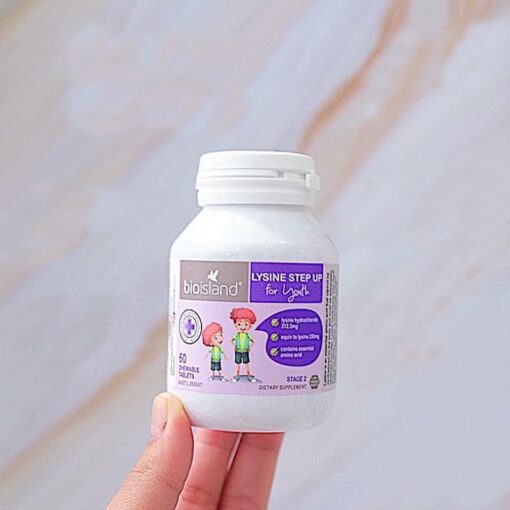 bioisland®
LYSINE STEP UP
for Youth
lysine hydrochloride
312.3mg
equiv to lysine 250mg
contains essential
amino acid
60
CHEWABLE
TABLETS
STAGE 2
DIETARY SUPPLEMENT